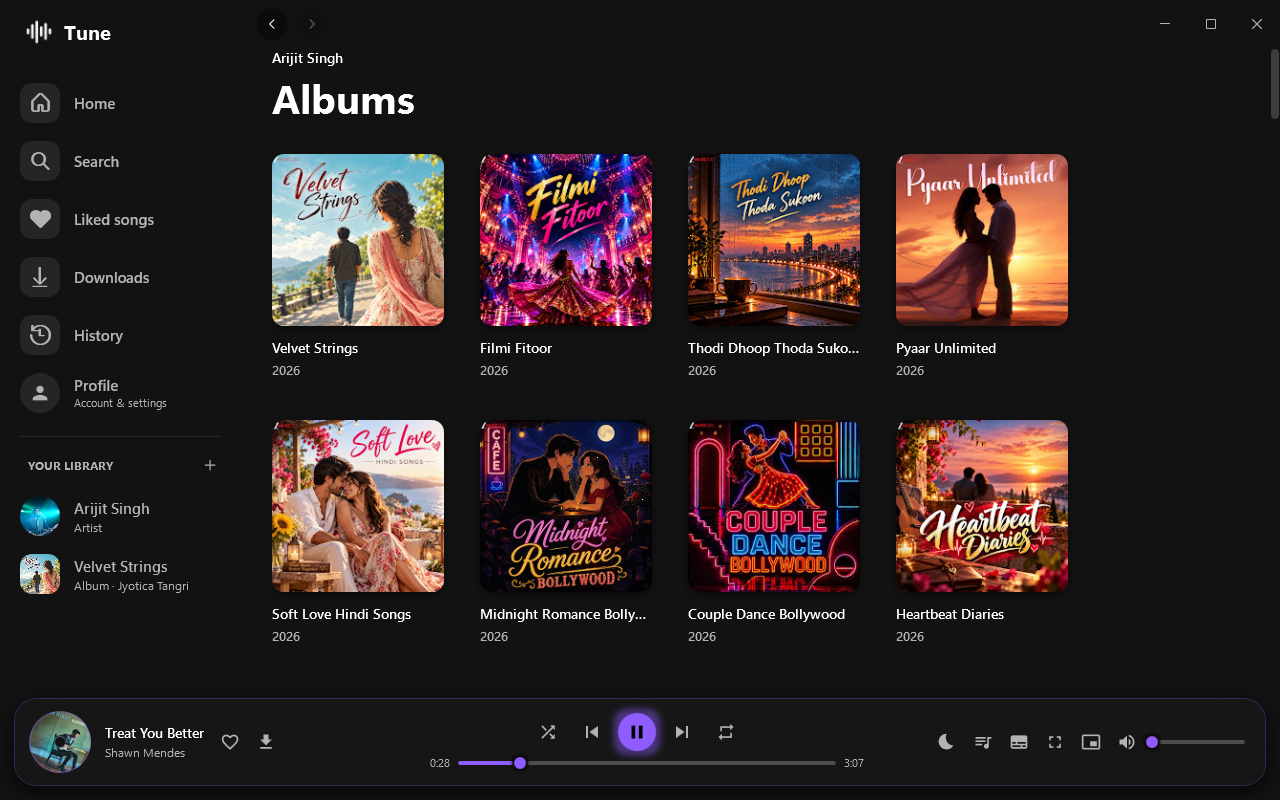 Tune
Home
Search
Liked songs
Downloads
History
Profile
Account & settings
YOUR LIBRARY
Arijit Singh
Artist
Velvet Strings
Album · Jyotica Tangri
Arijit Singh
Albums
Velvet
Strings
Filmi
Fitoor
Thodi Dhoop
Thoda Sukoon
Pyaar Unlimited
Velvet Strings
2026
Filmi Fitoor
2026
Thodi Dhoop Thoda Suko...
2026
Pyaar Unlimited
2026
Soft Love
HINDI SONGS
CAFE
Midnight
Romance
BOLLYWOOD
COUPLE
DANCE
BOLLYWOOD
Heartbeat
Diaries
Soft Love Hindi Songs
2026
Midnight Romance Bolly...
2026
Couple Dance Bollywood
2026
Heartbeat Diaries
2026
Treat You Better
Shawn Mendes
0:28
3:07